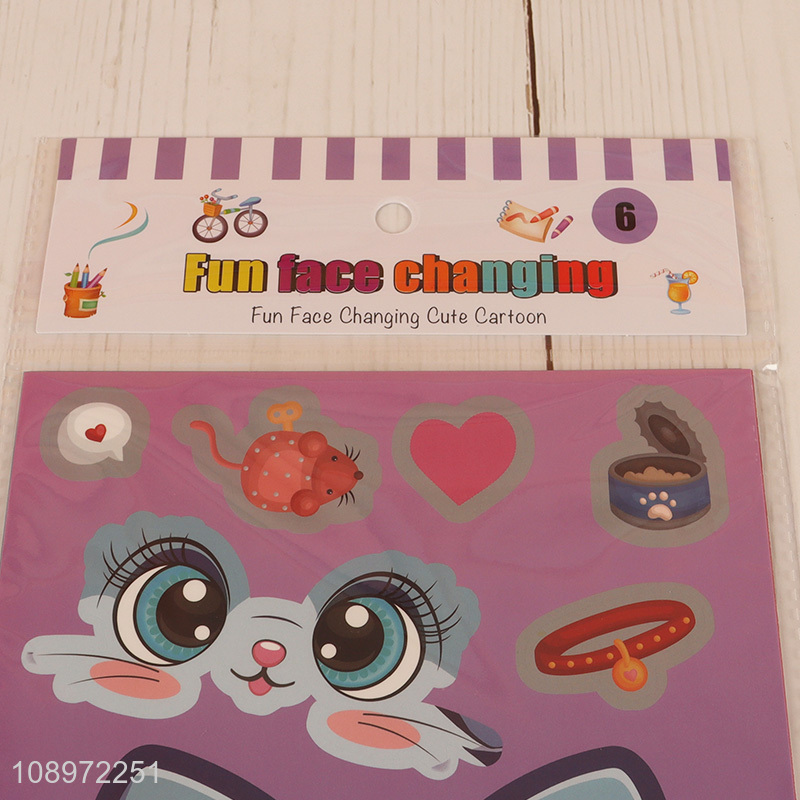 6
Fun face changing
Fun Face Changing Cute Cartoon
108972251